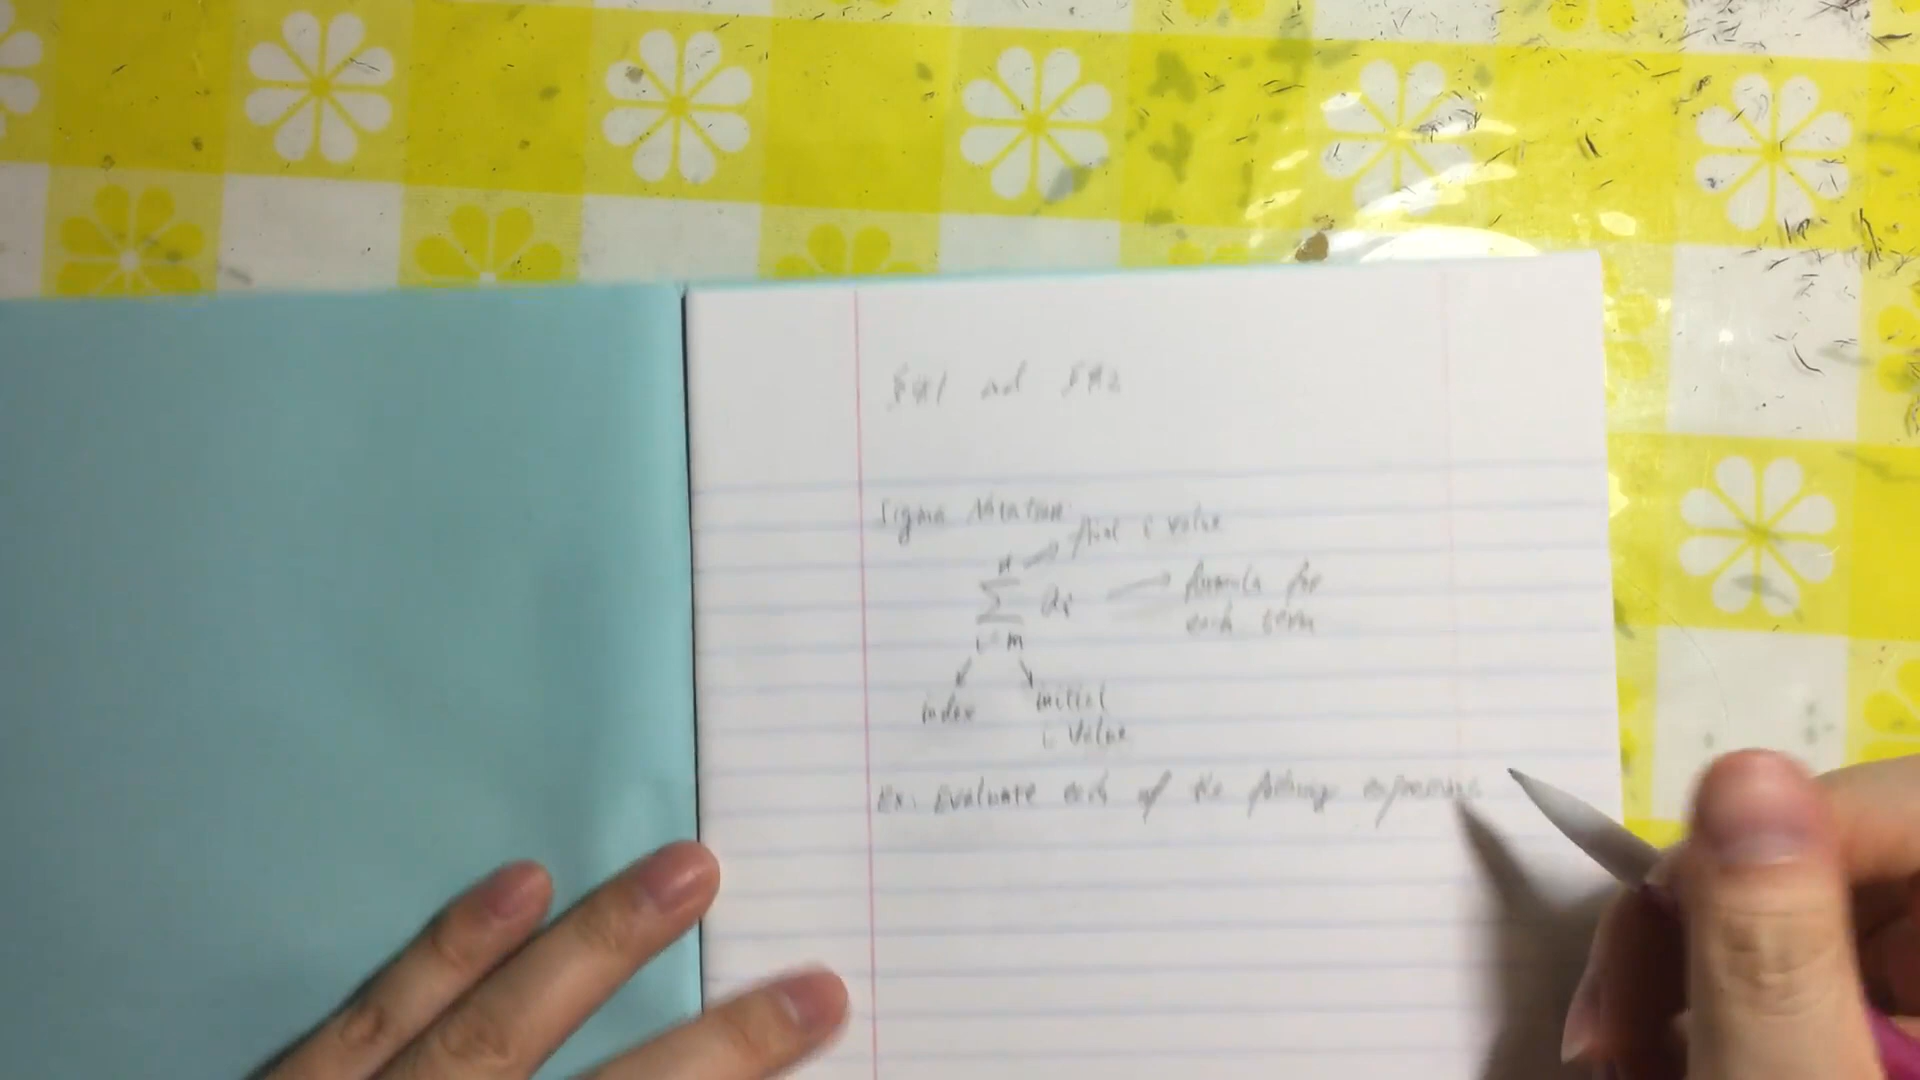 and
Sigma Notation:
n → final i value
∑ aᵢ → formula for
each term
i = m
index initial
i value
Ex: Evaluate each of the following expressions